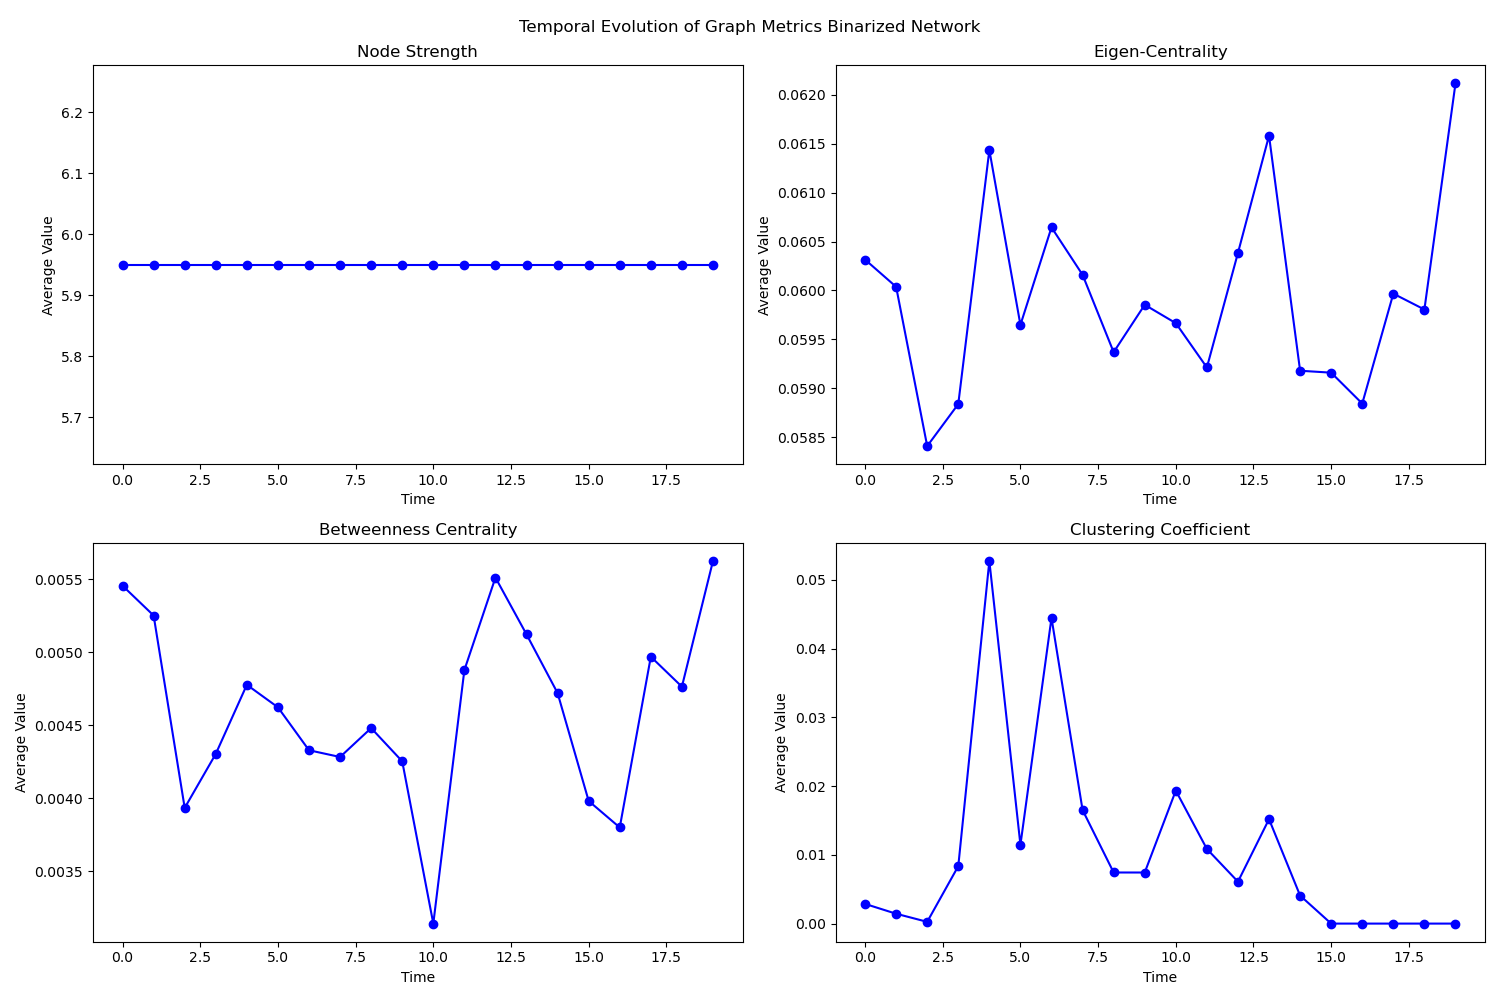 Temporal Evolution of Graph Metrics Binarized Network
Node Strength
Average Value
6.2
6.1
6.0
5.9
5.8
5.7
0.0 2.5 5.0 7.5 10.0 12.5 15.0 17.5
Time
Eigen-Centrality
Average Value
0.0620
0.0615
0.0610
0.0605
0.0600
0.0595
0.0590
0.0585
0.0 2.5 5.0 7.5 10.0 12.5 15.0 17.5
Time
Betweenness Centrality
Average Value
0.0055
0.0050
0.0045
0.0040
0.0035
0.0 2.5 5.0 7.5 10.0 12.5 15.0 17.5
Time
Clustering Coefficient
Average Value
0.05
0.04
0.03
0.02
0.01
0.00
0.0 2.5 5.0 7.5 10.0 12.5 15.0 17.5
Time